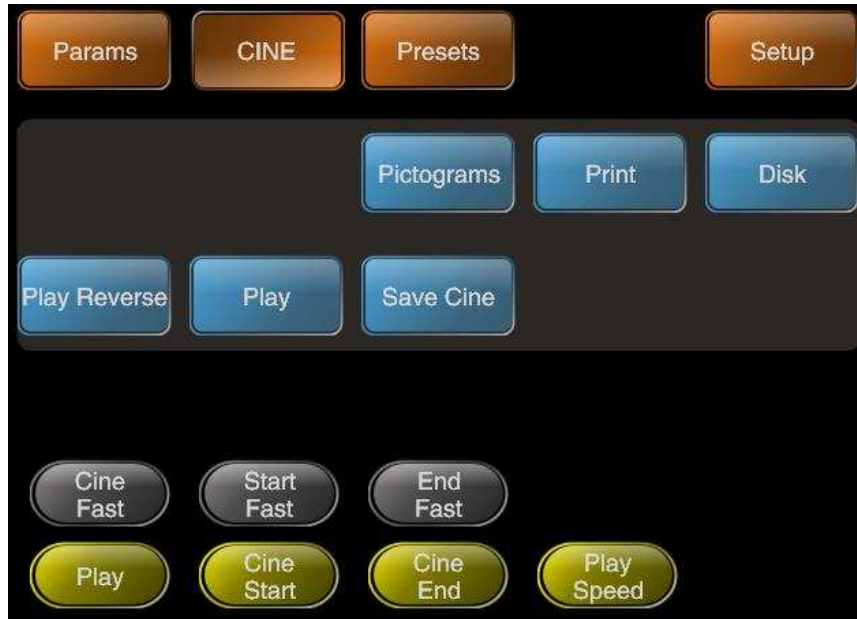 Params
CINE
Presets
Setup
Pictograms
Print
Disk
Play Reverse
Play
Save Cine
Cine
Fast
Start
Fast
End
Fast
Play
Cine
Start
Cine
End
Play
Speed